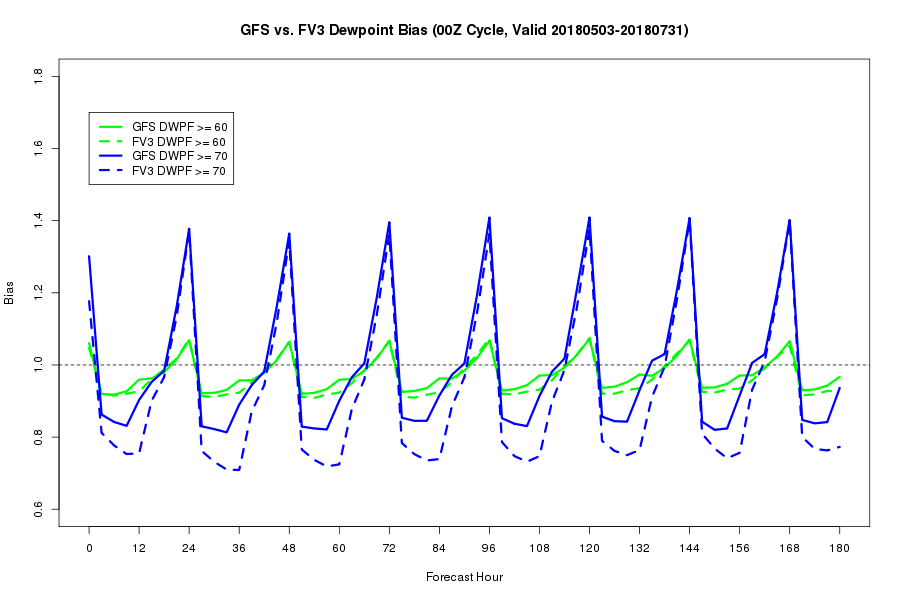 GFS vs. FV3 Dewpoint Bias (00Z Cycle, Valid 20180503-20180731)
1.8
1.6
1.4
1.2
1.0
0.8
0.6
Bias
GFS DWPF >= 60
FV3 DWPF >= 60
GFS DWPF >= 70
FV3 DWPF >= 70
0 12 24 36 48 60 72 84 96 108 120 132 144 156 168 180
Forecast Hour